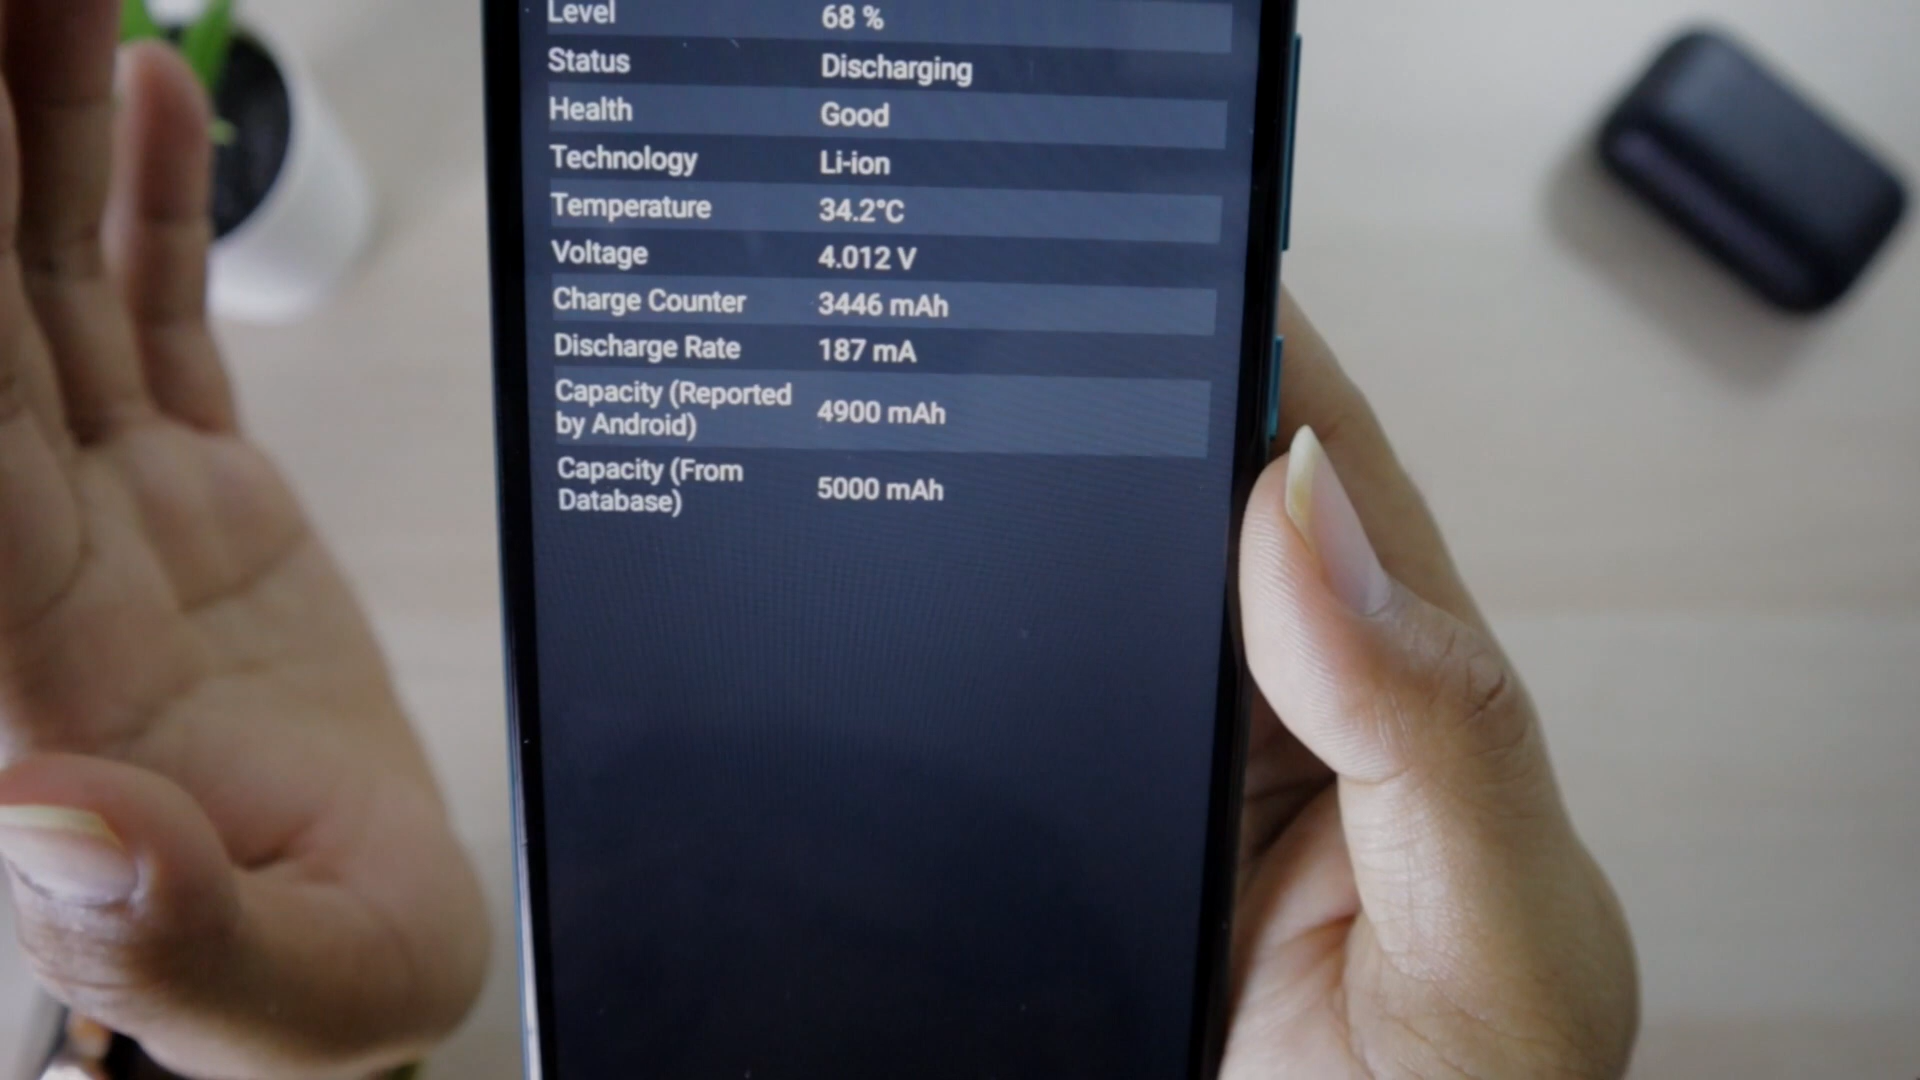 Level 68 %
Status Discharging
Health Good
Technology Li-ion
Temperature 34.2°C
Voltage 4.012 V
Charge Counter 3446 mAh
Discharge Rate 187 mA
Capacity (Reported
by Android) 4900 mAh
Capacity (From
Database) 5000 mAh